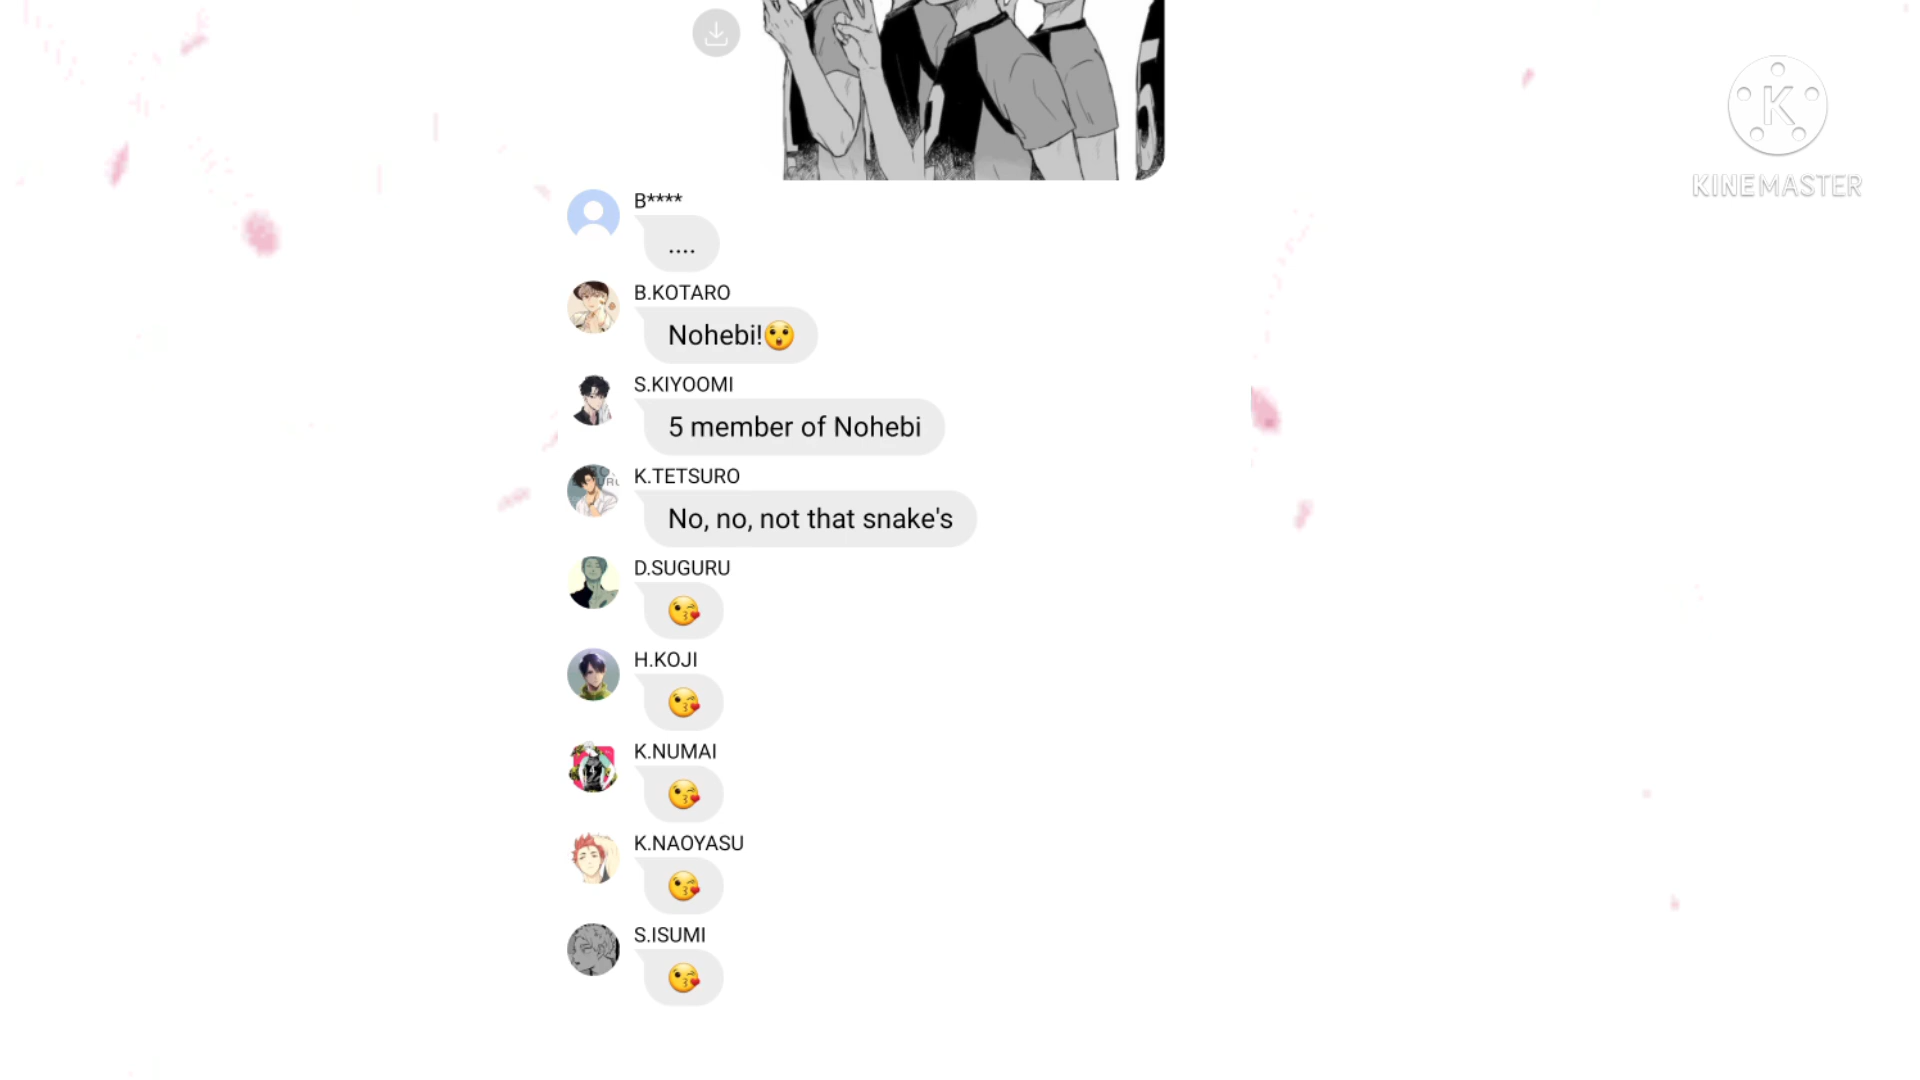 KINEMASTER
B****
....
B.KOTARO
Nohebi!😲
S.KIYOOMI
5 member of Nohebi
K.TETSURO
No, no, not that snake's
D.SUGURU
😘
H.KOJI
😘
K.NUMAI
😘
K.NAOYASU
😘
S.ISUMI
😘